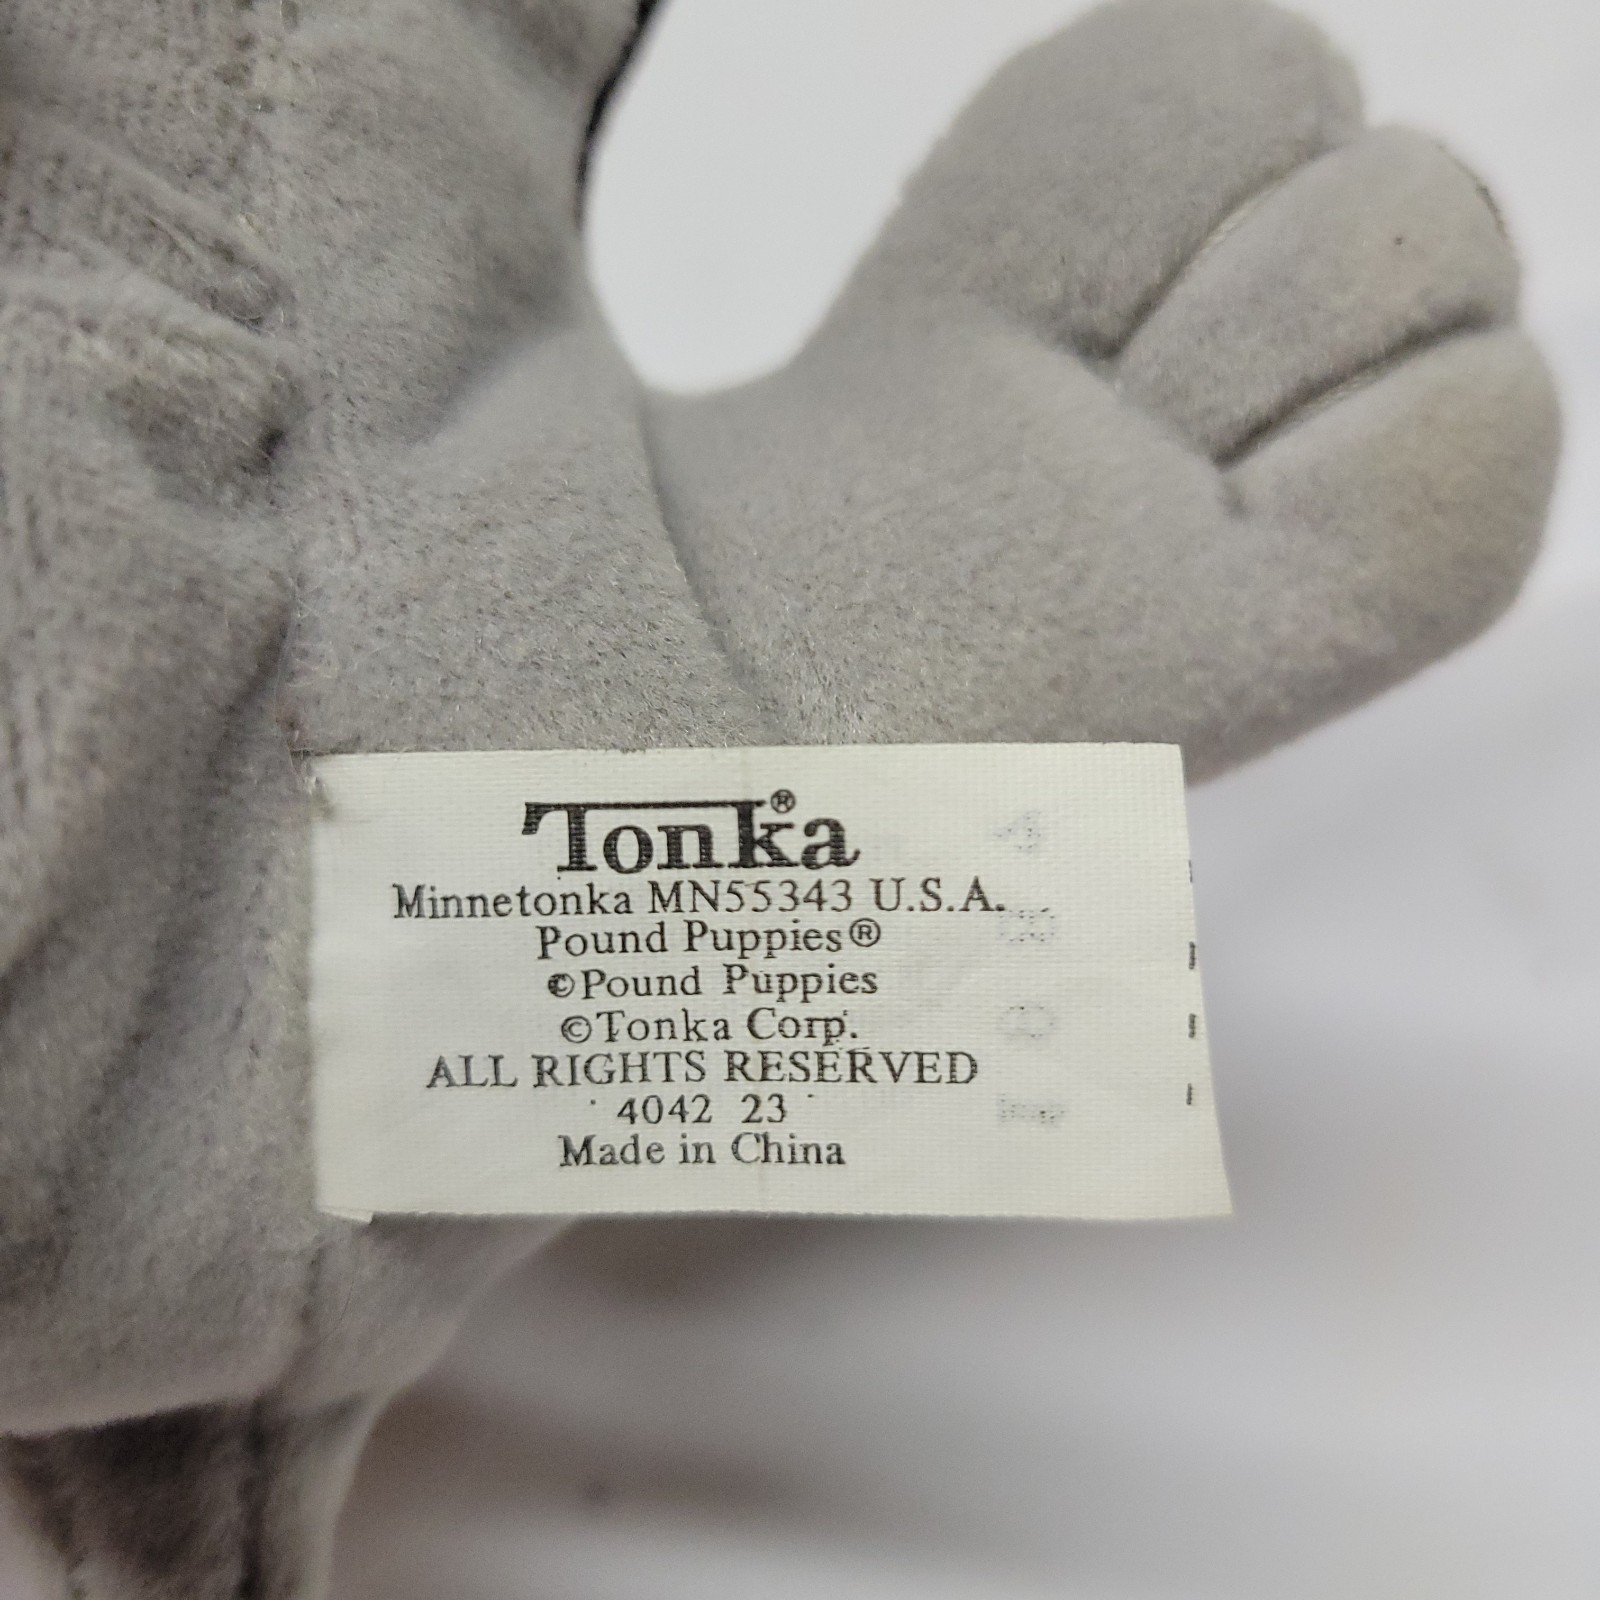 Tonka®
Minnetonka MN55343 U.S.A.
Pound Puppies®
©Pound Puppies
©Tonka Corp.
ALL RIGHTS RESERVED
4042 23
Made in China